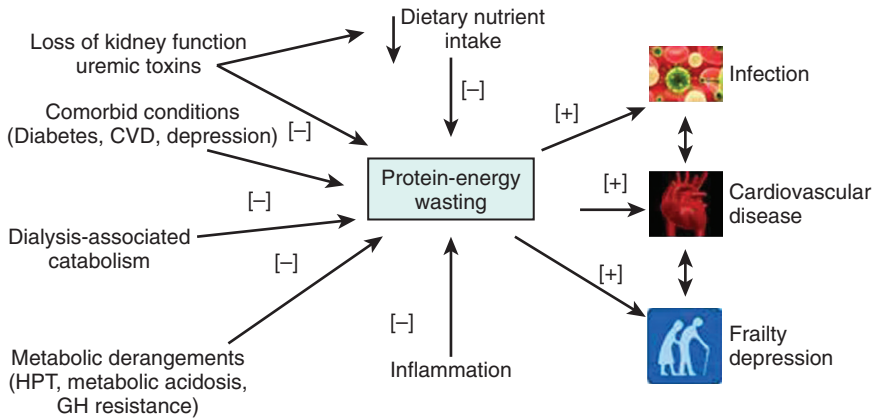 Loss of kidney function
uremic toxins
Dietary nutrient
intake
[–]
Comorbid conditions
(Diabetes, CVD, depression)
[–]
[–]
Dialysis-associated
catabolism
[–]
Metabolic derangements
(HPT, metabolic acidosis,
GH resistance)
[–]
Inflammation
Protein-energy
wasting
[+]
Infection
[+]
Cardiovascular
disease
[+]
Frailty
depression